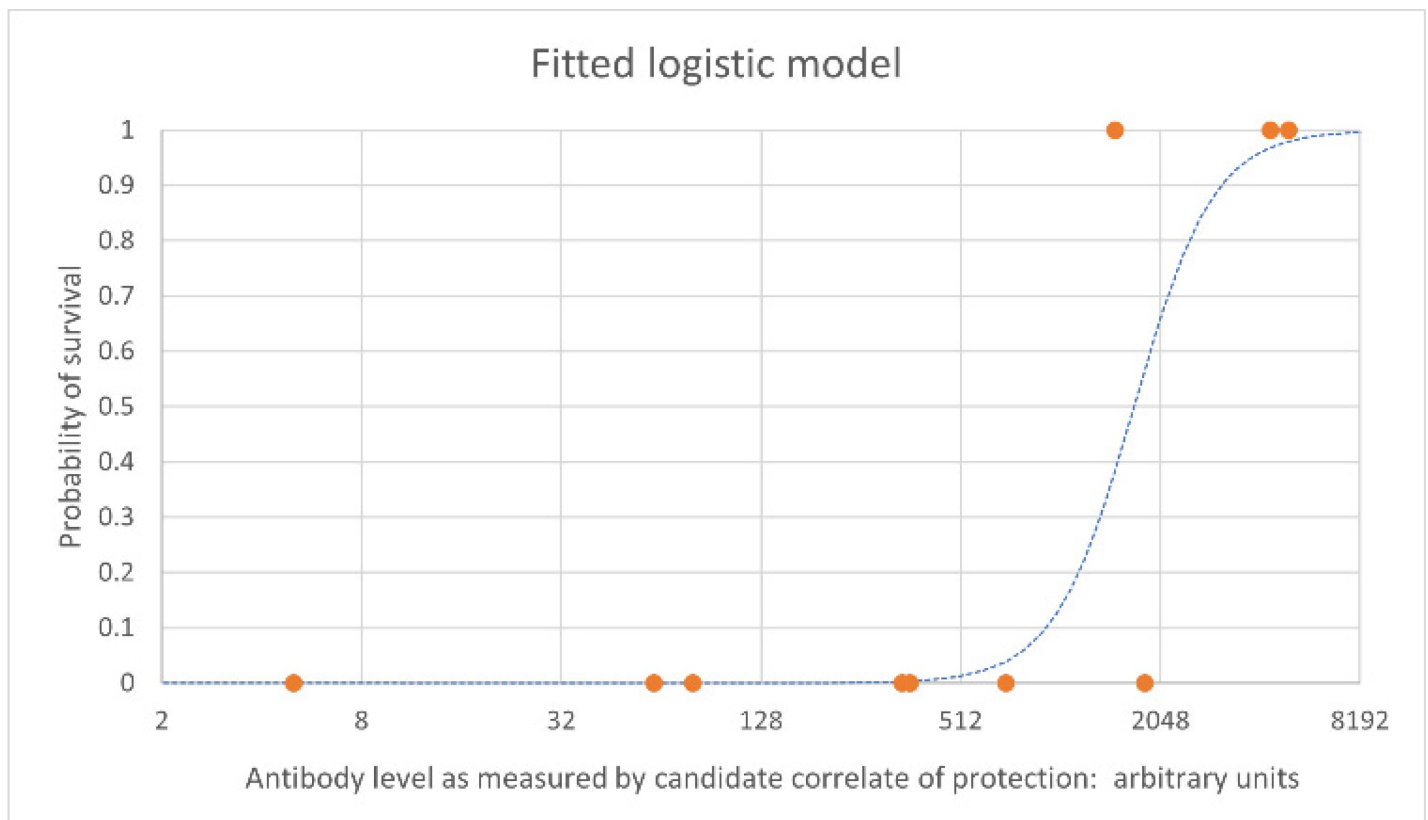 Fitted logistic model
Probability of survival
1
0.9
0.8
0.7
0.6
0.5
0.4
0.3
0.2
0.1
0
2 8 32 128 512 2048 8192
Antibody level as measured by candidate correlate of protection: arbitrary units